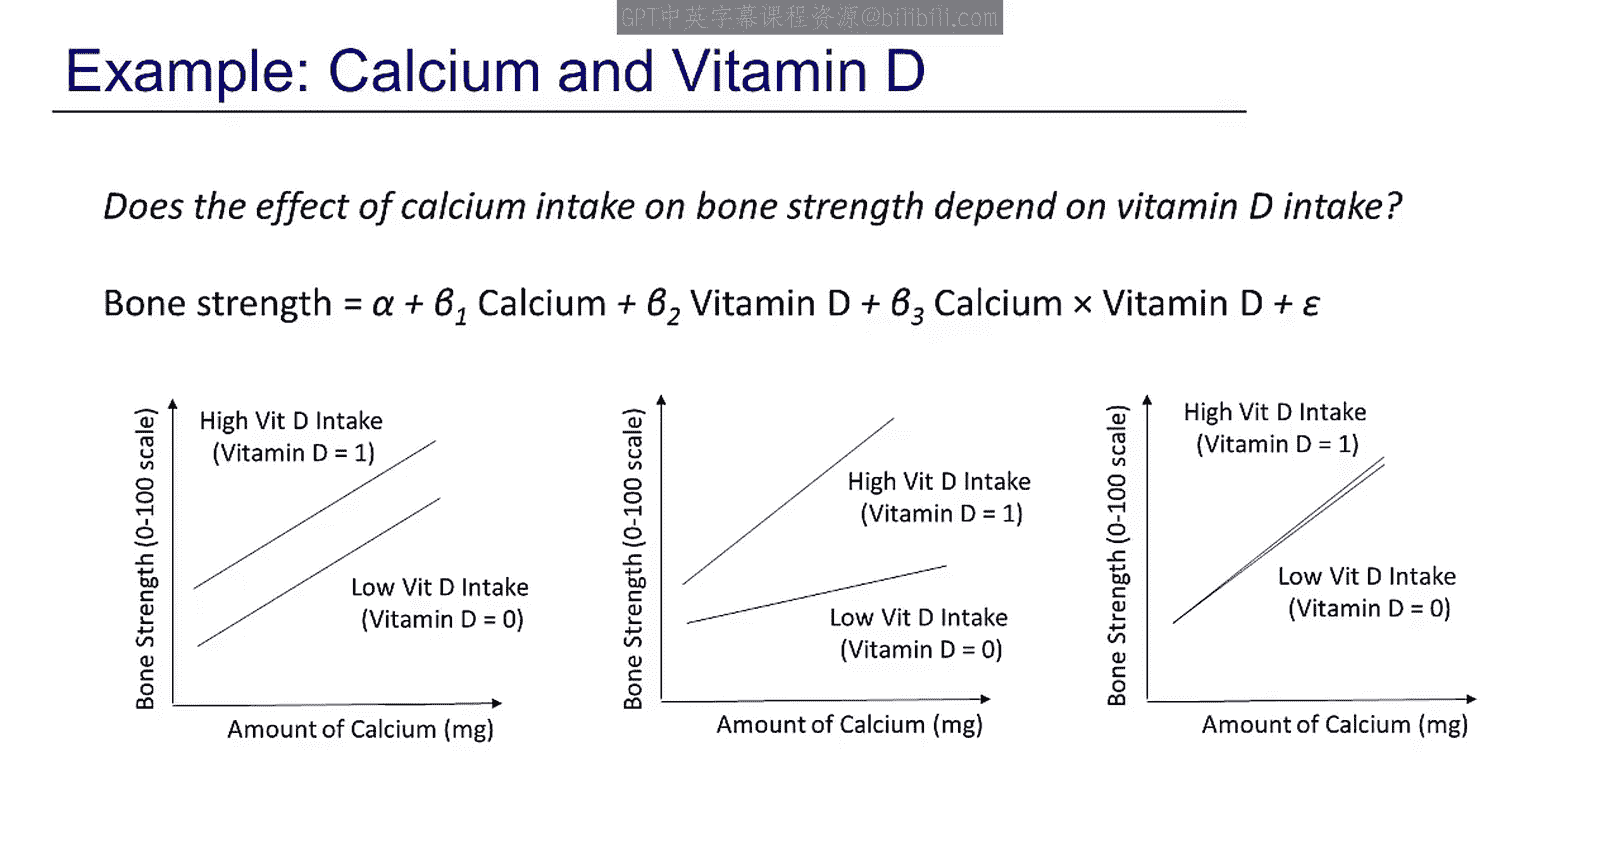 GPT中英字幕课程资源@bilibili.com
Example: Calcium and Vitamin D
Does the effect of calcium intake on bone strength depend on vitamin D intake?
Bone strength = α + β₁ Calcium + β₂ Vitamin D + β₃ Calcium × Vitamin D + ε
Bone Strength (0-100 scale)
High Vit D Intake
(Vitamin D = 1)
Low Vit D Intake
(Vitamin D = 0)
Amount of Calcium (mg)
Bone Strength (0-100 scale)
High Vit D Intake
(Vitamin D = 1)
Low Vit D Intake
(Vitamin D = 0)
Amount of Calcium (mg)
Bone Strength (0-100 scale)
High Vit D Intake
(Vitamin D = 1)
Low Vit D Intake
(Vitamin D = 0)
Amount of Calcium (mg)